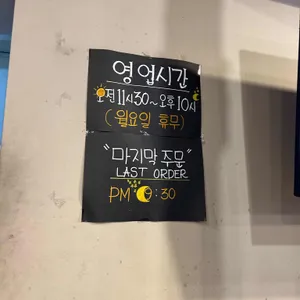 영업시간
오전 11시30~오후 10시
(월요일 휴무)
"마지막 주문"
LAST ORDER
PM :30